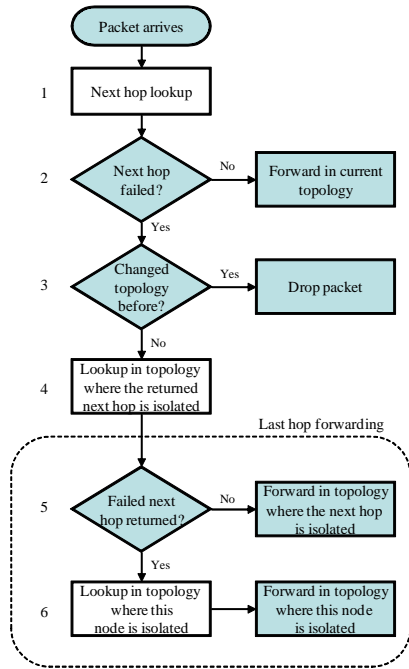 Packet arrives
1
Next hop lookup
2
Next hop
failed?
No
Forward in current
topology
Yes
3
Changed
topology
before?
Yes
Drop packet
No
4
Lookup in topology
where the returned
next hop is isolated
Last hop forwarding
5
Failed next
hop returned?
No
Forward in topology
where the next hop
is isolated
Yes
6
Lookup in topology
where this
node is isolated
Forward in topology
where this node
is isolated